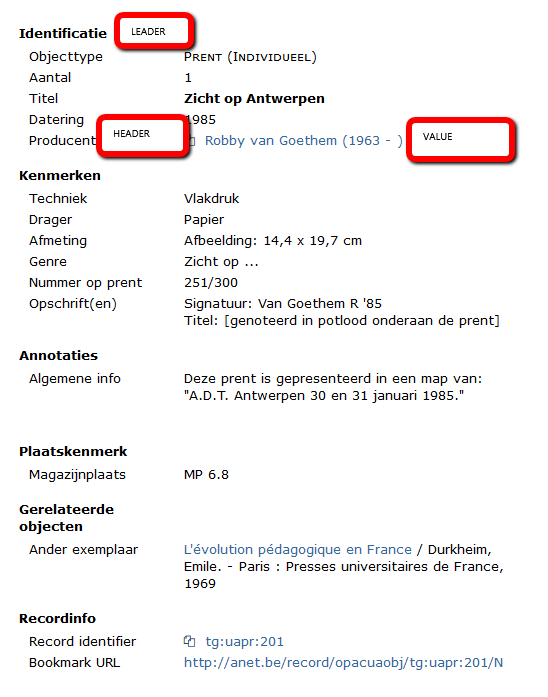 Identificatie LEADER
Objecttype Prent (Individueel)
Aantal 1
Titel Zicht op Antwerpen
Datering 1985
Producent HEADER Robby van Goethem (1963 - ) VALUE
Kenmerken
Techniek Vlakdruk
Drager Papier
Afmeting Afbeelding: 14,4 x 19,7 cm
Genre Zicht op ...
Nummer op prent 251/300
Opschrift(en) Signatuur: Van Goethem R '85
Titel: [genoteerd in potlood onderaan de prent]
Annotaties
Algemene info Deze prent is gepresenteerd in een map van:
"A.D.T. Antwerpen 30 en 31 januari 1985."
Plaatskenmerk
Magazijnplaats MP 6.8
Gerelateerde
objecten
Ander exemplaar L'évolution pédagogique en France / Durkheim,
Emile. - Paris : Presses universitaires de France,
1969
Recordinfo
Record identifier tg:uapr:201
Bookmark URL http://anet.be/record/opacuaobj/tg:uapr:201/N